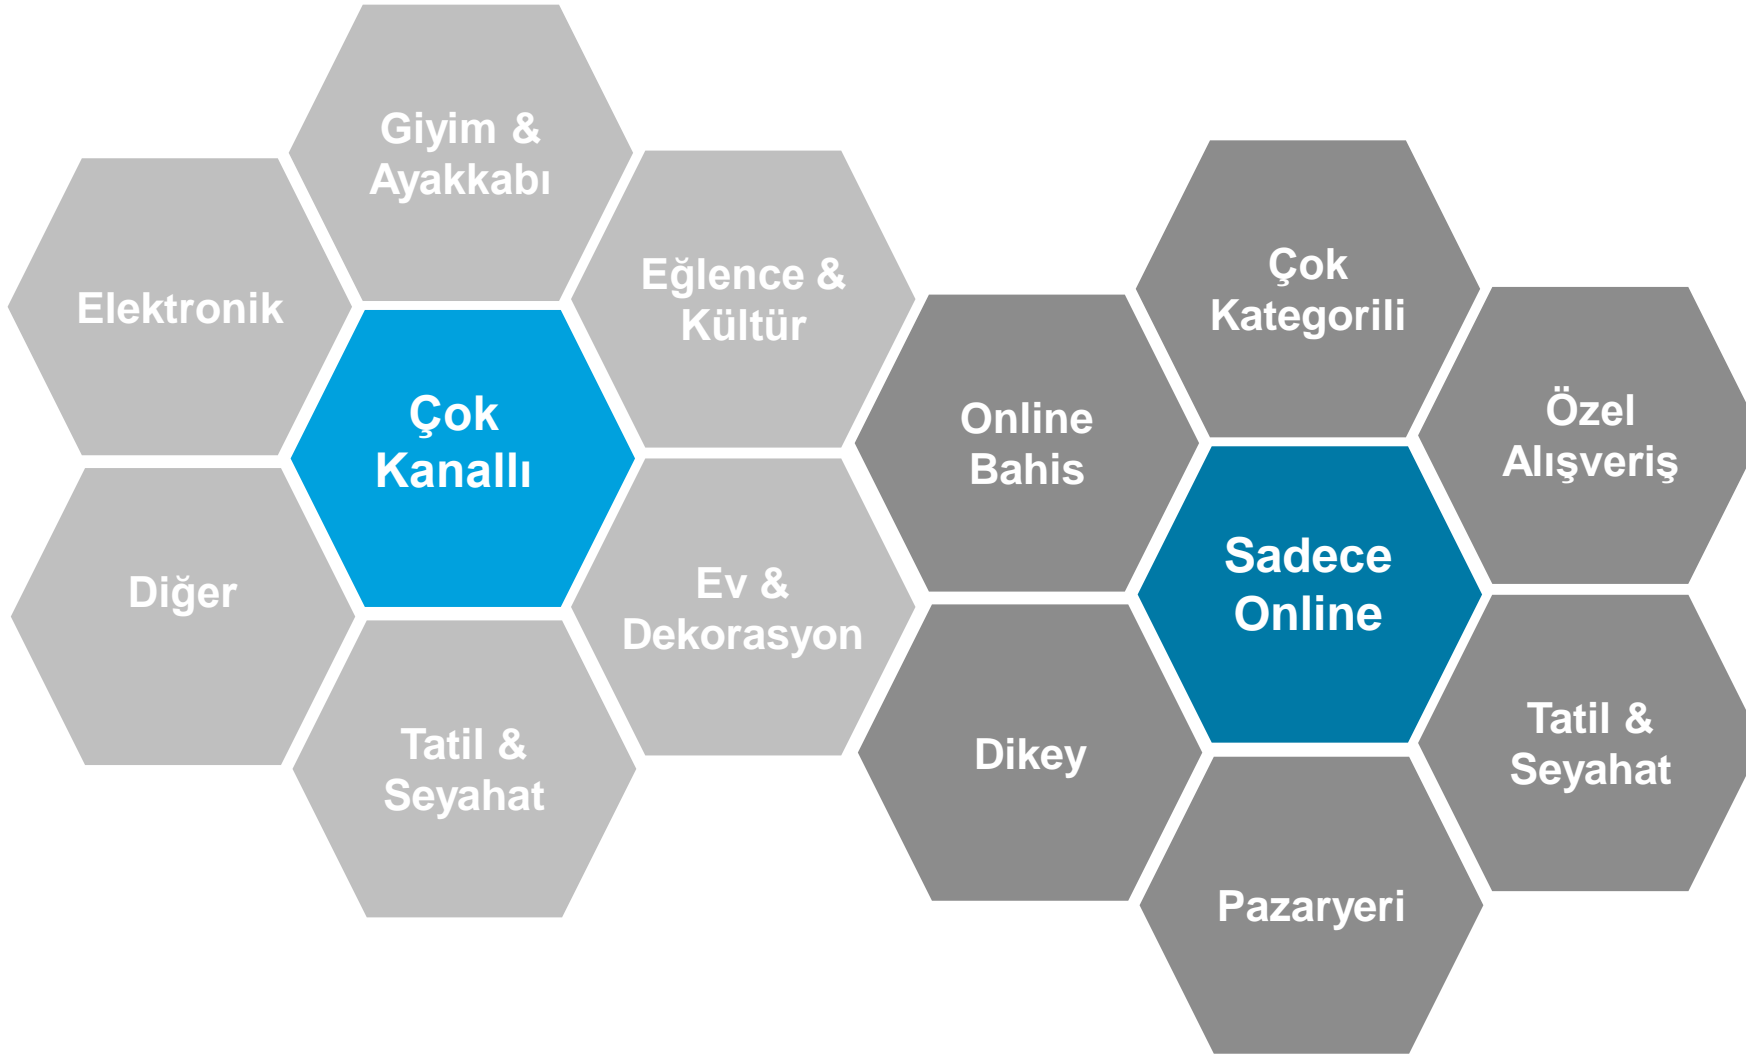 Giyim &
Ayakkabı
Elektronik
Eğlence &
Kültür
Çok
Kanallı
Diğer
Ev &
Dekorasyon
Tatil &
Seyahat
Çok
Kategorili
Online
Bahis
Özel
Alışveriş
Sadece
Online
Dikey
Tatil &
Seyahat
Pazaryeri